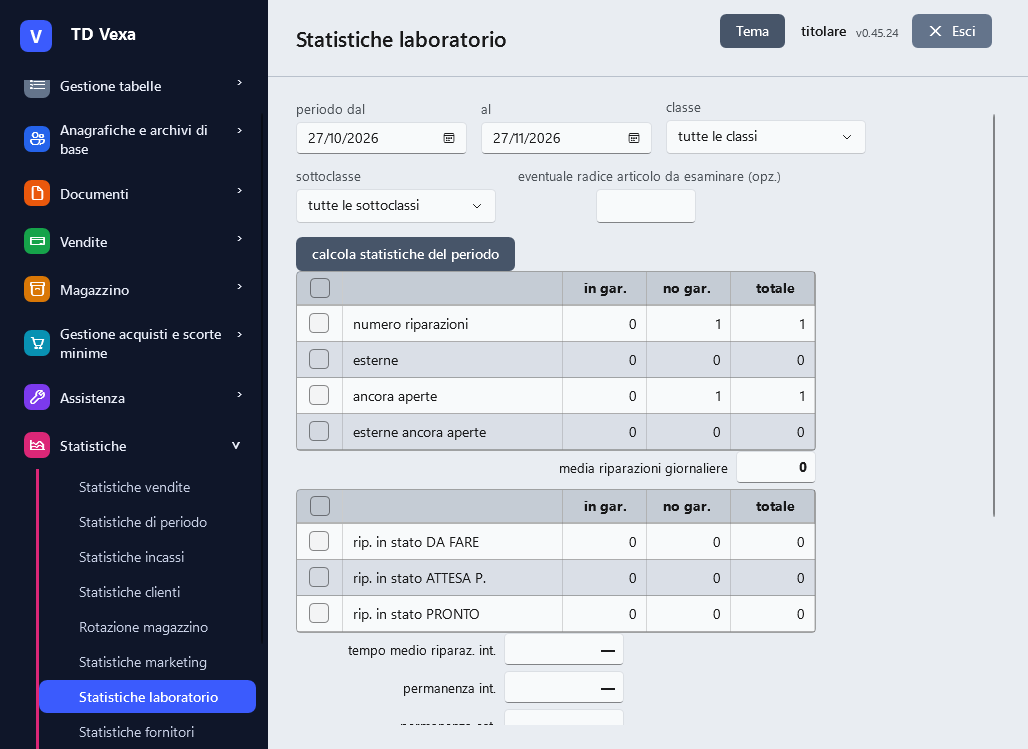 V TD Vexa
Gestione tabelle
Anagrafiche e archivi di
base
Documenti
Vendite
Magazzino
Gestione acquisti e scorte
minime
Assistenza
Statistiche
Statistiche vendite
Statistiche di periodo
Statistiche incassi
Statistiche clienti
Rotazione magazzino
Statistiche marketing
Statistiche laboratorio
Statistiche fornitori
Statistiche laboratorio
Tema titolare v0.45.24 Esci
periodo dal al classe
27/10/2026 27/11/2026 tutte le classi
sottoclasse eventuale radice articolo da esaminare (opz.)
tutte le sottoclassi
calcola statistiche del periodo
in gar. no gar. totale
numero riparazioni 0 1 1
esterne 0 0 0
ancora aperte 0 1 1
esterne ancora aperte 0 0 0
media riparazioni giornaliere 0
in gar. no gar. totale
rip. in stato DA FARE 0 0 0
rip. in stato ATTESA P. 0 0 0
rip. in stato PRONTO 0 0 0
tempo medio riparaz. int. —
permanenza int. —